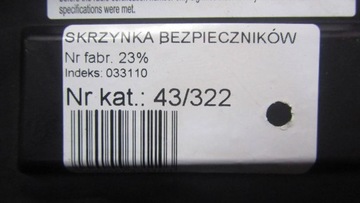 specifications were met.
SKRZYNKA BEZPIECZNIKÓW
Nr fabr. 23%
Indeks: 033110
Nr kat.: 43/322